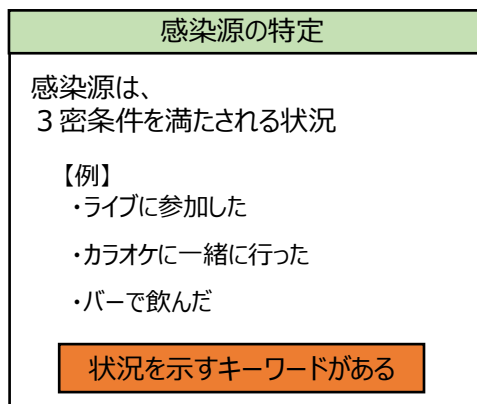 感染源の特定
感染源は、
３密条件を満たされる状況
【例】
・ライブに参加した
・カラオケに一緒に行った
・バーで飲んだ
状況を示すキーワードがある